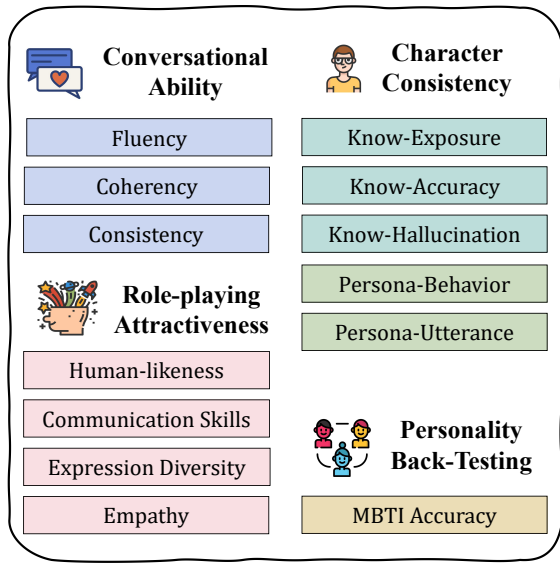 Conversational
Ability
Fluency
Coherency
Consistency
Role-playing
Attractiveness
Human-likeness
Communication Skills
Expression Diversity
Empathy
Character
Consistency
Know-Exposure
Know-Accuracy
Know-Hallucination
Persona-Behavior
Persona-Utterance
Personality
Back-Testing
MBTI Accuracy